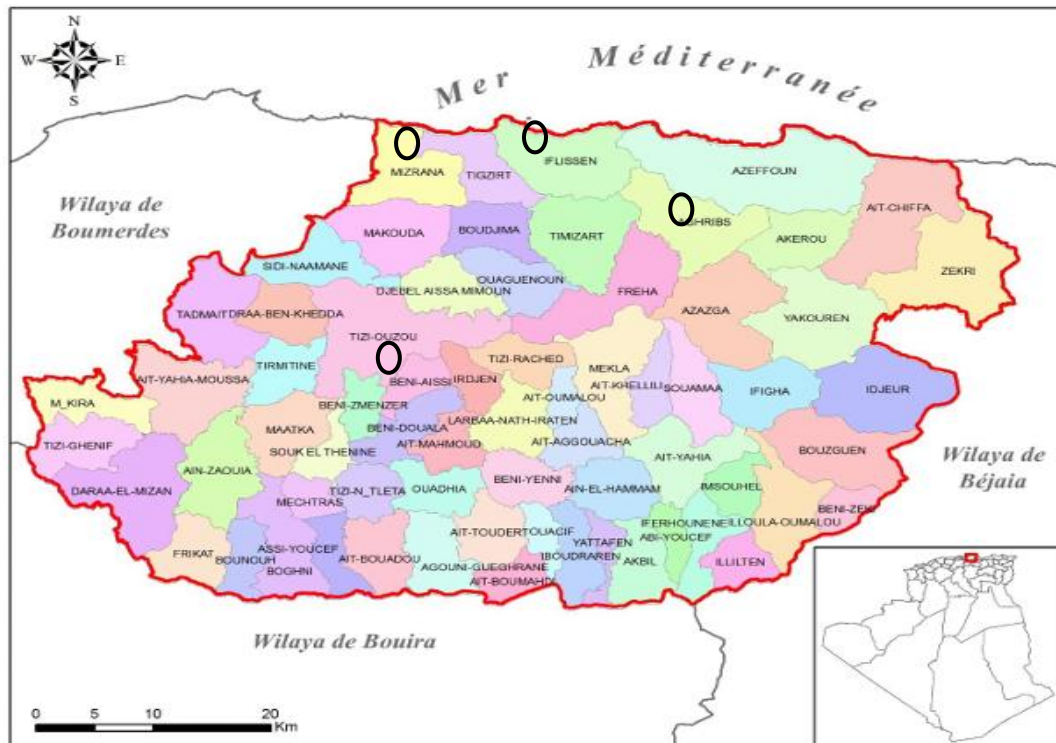 N
W E
S
Mer Méditerranée
MIZRANA
TIGZIRT
IFLISSEN
AZEFFOUN
AIT-CHIFFA
Wilaya de
Boumerdes
MAKOUDA
BOUDJIMA
TIMIZART
AGHRIBS
AKEROU
ZEKRI
SIDI-NAAMANE
OUAGUENOUN
DJEBEL AISSA MIMOUN
FREHA
AZAZGA
YAKOUREN
TADMAIT
DRAA-BEN-KHEDDA
TIZI-OUZOU
TIRMITINE
TIZI-RACHED
MEKLA
AIT-YAHIA-MOUSSA
BENI-AISSI
IRDJEN
AIT-KHELLILI
SOUAMAA
IFIGHA
IDJEUR
M_KIRA
BENI-ZMENZER
AIT-OUMALOU
LARBAA-NATH-IRATEN
MAATKA
BENI-DOUALA
TIZI-GHENIF
AIT-MAHMOUD
AIT-AGGOUACHA
SOUK EL THENINE
AIT-YAHIA
BOUZGUEN
Wilaya de
Béjaia
AIN-ZAOUIA
BENI-YENNI
DARAA-EL-MIZAN
TIZI-N_TLETA
OUADHIA
AIN-EL-HAMMAM
IMSOUHEL
MECHTRAS
BENI-ZEKI
IFERHOUNENE
ILLOULA-OUMALOU
AIT-TOUDERT
OUACIF
YATTAFEN
ABI-YOUCEF
FRIKAT
BOUNOUH
ASSI-YOUCEF
AIT-BOUADOU
IBOUDRAREN
AKBIL
ILLILTEN
BOGHNI
AGOUNI-GUEGHRANE
AIT-BOUMAHDI
Wilaya de Bouira
0 5 10 20
Km